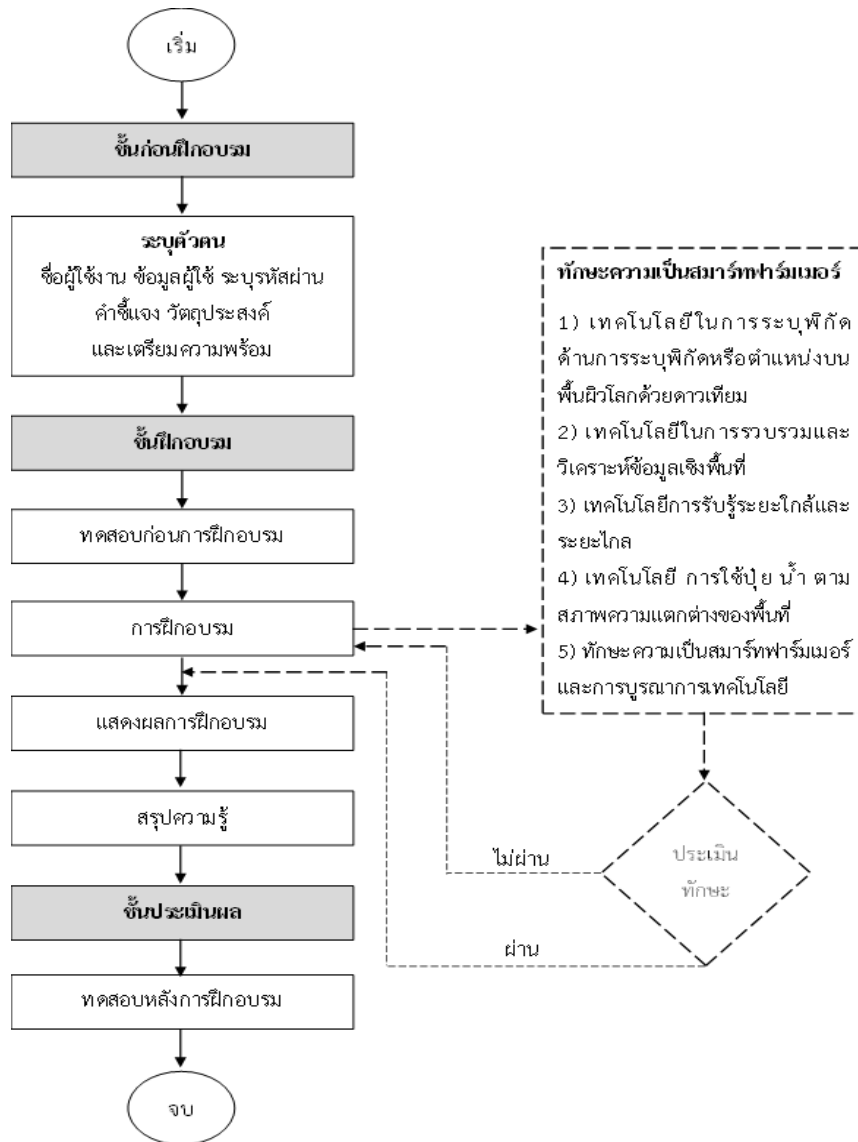 เริ่ม
ขั้นก่อนฝึกอบรม
ระบุตัวตน
ชื่อผู้ใช้งาน ข้อมูลผู้ใช้ ระบุรหัสผ่าน
คำชี้แจง วัตถุประสงค์
และเตรียมความพร้อม
ขั้นฝึกอบรม
ทดสอบก่อนการฝึกอบรม
การฝึกอบรม
ทักษะความเป็นสมาร์ทฟาร์มเมอร์
1) เทคโนโลยีในการระบุพิกัด
ด้านการระบุพิกัดหรือตำแหน่งบน
พื้นผิวโลกด้วยดาวเทียม
2) เทคโนโลยีในการรวบรวมและ
วิเคราะห์ข้อมูลเชิงพื้นที่
3) เทคโนโลยีการรับรู้ระยะใกล้และ
ระยะไกล
4) เทคโนโลยี การใช้ปุ๋ย น้ำ ตาม
สภาพความแตกต่างของพื้นที่
5) ทักษะความเป็นสมาร์ทฟาร์มเมอร์
และการบูรณาการเทคโนโลยี
ประเมิน
ทักษะ
ไม่ผ่าน
ผ่าน
แสดงผลการฝึกอบรม
สรุปความรู้
ขั้นประเมินผล
ทดสอบหลังการฝึกอบรม
จบ